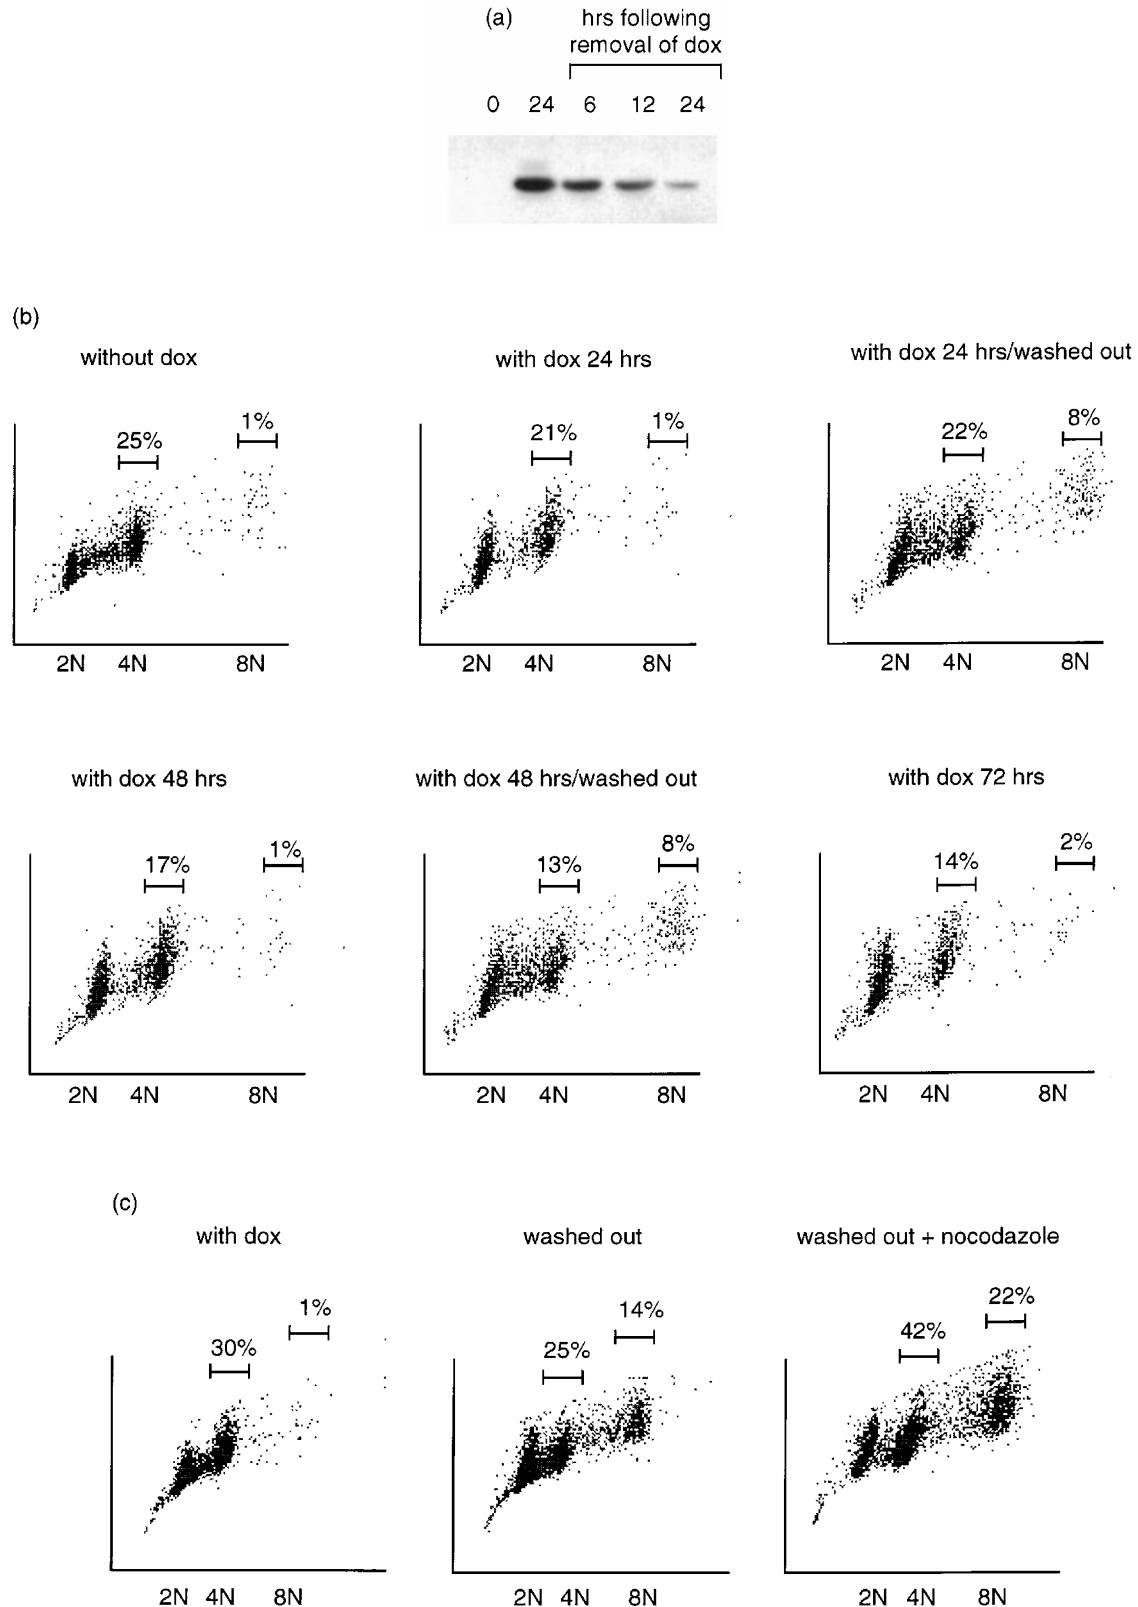 (a)
hrs following
removal of dox
0 24 6 12 24
(b)
without dox
with dox 24 hrs
with dox 24 hrs/washed out
25% 1%
21% 1%
22% 8%
2N 4N 8N
2N 4N 8N
2N 4N 8N
with dox 48 hrs
with dox 48 hrs/washed out
with dox 72 hrs
17% 1%
13% 8%
14% 2%
2N 4N 8N
2N 4N 8N
2N 4N 8N
(c)
with dox
washed out
washed out + nocodazole
30% 1%
25% 14%
42% 22%
2N 4N 8N
2N 4N 8N
2N 4N 8N